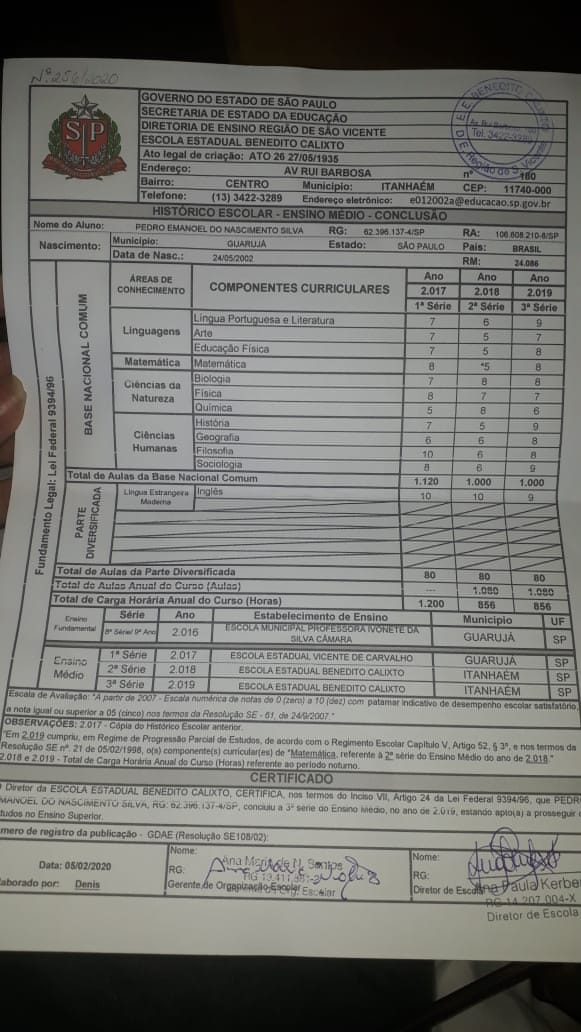 Nº 256/2020
GOVERNO DO ESTADO DE SÃO PAULO
SECRETARIA DE ESTADO DA EDUCAÇÃO
DIRETORIA DE ENSINO REGIÃO DE SÃO VICENTE
ESCOLA ESTADUAL BENEDITO CALIXTO
Ato legal de criação: ATO 26 27/05/1935
Endereço: AV RUI BARBOSA nº 180
Bairro: CENTRO Município: ITANHAÉM CEP: 11740-000
Telefone: (13) 3422-3289 Endereço eletrônico: e012002a@educacao.sp.gov.br
SP
E.E. BENEDITO CALIXTO
Tel. 3422-3289
D.E. Região de S. Vicente
HISTÓRICO ESCOLAR - ENSINO MÉDIO - CONCLUSÃO
Nome do Aluno: PEDRO EMANOEL DO NASCIMENTO SILVA RG: 62.396.137-4/SP RA: 106.608.210-6/SP
Nascimento: Município: GUARUJÁ Estado: SÃO PAULO País: BRASIL
Data de Nasc.: 24/05/2002 RM: 24.086
Fundamento Legal: Lei Federal 9394/96
BASE NACIONAL COMUM
ÁREAS DE CONHECIMENTO COMPONENTES CURRICULARES Ano Ano Ano
2.017 2.018 2.019
1ª Série 2ª Série 3ª Série
Linguagens
Língua Portuguesa e Literatura 7 6 9
Arte 7 5 7
Educação Física 7 5 8
Matemática Matemática 8 *5 8
Ciências da Natureza
Biologia 7 8 8
Física 8 7 7
Química 5 8 6
Ciências Humanas
História 7 5 9
Geografia 6 6 8
Filosofia 10 6 8
Sociologia 8 6 9
Total de Aulas da Base Nacional Comum 1.120 1.000 1.000
PARTE DIVERSIFICADA
Língua Estrangeira Moderna Inglês 10 10 9
Total de Aulas da Parte Diversificada 80 80 80
Total de Aulas Anual do Curso (Aulas) --- 1.080 1.080
Total de Carga Horária Anual do Curso (Horas) 1.200 856 856
Ensino Fundamental Série Ano Estabelecimento de Ensino Município UF
8ª Série/ 9º Ano 2.016 ESCOLA MUNICIPAL PROFESSORA IVONETE DA SILVA CÂMARA GUARUJÁ SP
Ensino Médio
1ª Série 2.017 ESCOLA ESTADUAL VICENTE DE CARVALHO GUARUJÁ SP
2ª Série 2.018 ESCOLA ESTADUAL BENEDITO CALIXTO ITANHAÉM SP
3ª Série 2.019 ESCOLA ESTADUAL BENEDITO CALIXTO ITANHAÉM SP
Escala de Avaliação: "A partir de 2007 - Escala numérica de notas de 0 (zero) a 10 (dez) com patamar indicativo de desempenho escolar satisfatório,
a nota igual ou superior a 05 (cinco) nos termos da Resolução SE - 61, de 24/9/2007."
OBSERVAÇÕES: 2.017 - Cópia do Histórico Escolar anterior.
"Em 2.019 cumpriu, em Regime de Progressão Parcial de Estudos, de acordo com o Regimento Escolar Capítulo V, Artigo 52, § 3º, e nos termos da
Resolução SE nº. 21 de 05/02/1998, o(s) componente(s) curricular(es) de "Matemática, referente à 2ª série do Ensino Médio do ano de 2.018."
2.018 e 2.019 - Total de Carga Horária Anual do Curso (Horas) referente ao período noturno.
CERTIFICADO
Diretor da ESCOLA ESTADUAL BENEDITO CALIXTO, CERTIFICA, nos termos do Inciso VII, Artigo 24 da Lei Federal 9394/96, que PEDR
MANOEL DO NASCIMENTO SILVA, RG: 62.396.137-4/SP, concluiu a 3ª série do Ensino Médio, no ano de 2.019, estando apto(a) a prosseguir e
tudos no Ensino Superior.
mero de registro da publicação - GDAE (Resolução SE108/02):
Data: 05/02/2020
laborado por: Denis
Nome:
RG:
Gerente de Organização Escolar
Nome:
RG:
Diretor de Escola
Paula Kerber
RG 14.207.004-X
Diretor de Escola